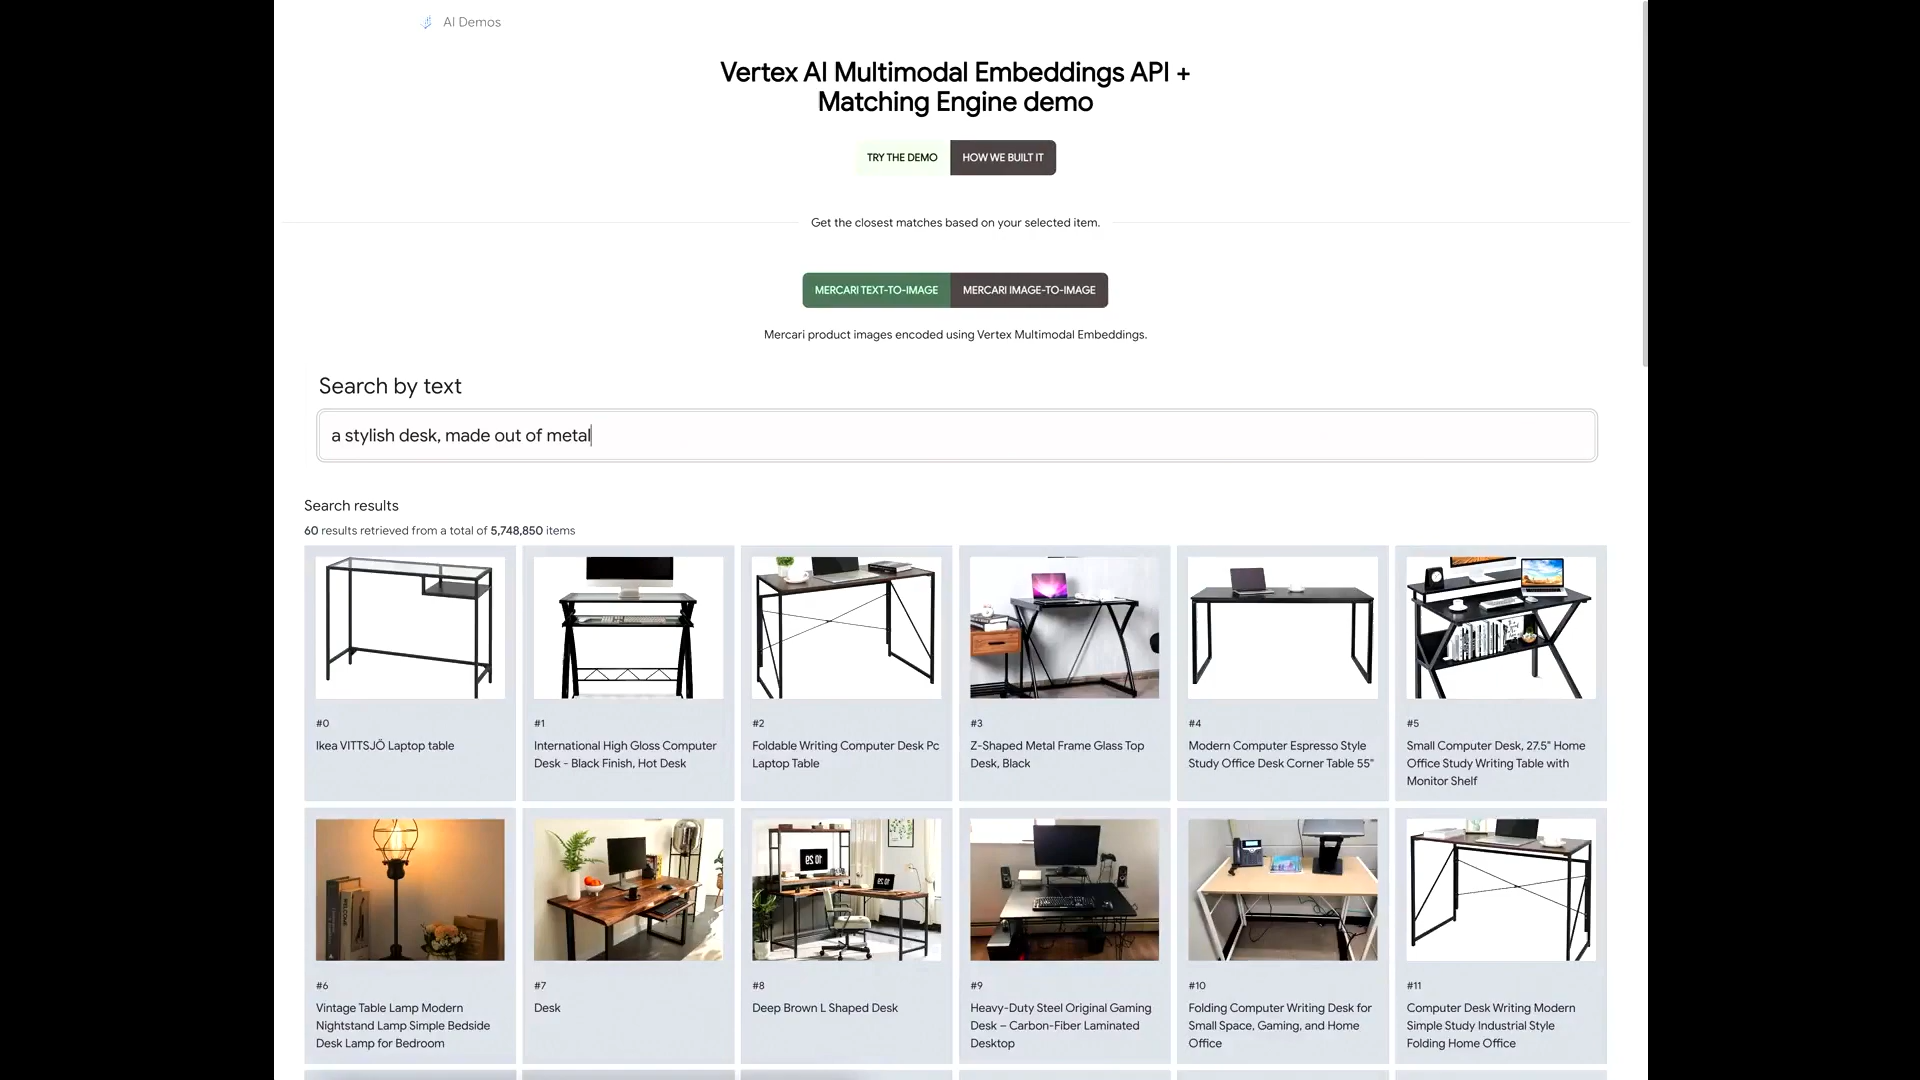 AI Demos
Vertex AI Multimodal Embeddings API +
Matching Engine demo
TRY THE DEMO
HOW WE BUILT IT
Get the closest matches based on your selected item.
MERCARI TEXT-TO-IMAGE
MERCARI IMAGE-TO-IMAGE
Mercari product images encoded using Vertex Multimodal Embeddings.
Search by text
a stylish desk, made out of metal
Search results
60 results retrieved from a total of 5,748,850 items
#0
Ikea VITTSJÖ Laptop table
#1
International High Gloss Computer
Desk - Black Finish, Hot Desk
#2
Foldable Writing Computer Desk Pc
Laptop Table
#3
Z-Shaped Metal Frame Glass Top
Desk, Black
#4
Modern Computer Espresso Style
Study Office Desk Corner Table 55"
#5
Small Computer Desk, 27.5" Home
Office Study Writing Table with
Monitor Shelf
#6
Vintage Table Lamp Modern
Nightstand Lamp Simple Bedside
Desk Lamp for Bedroom
#7
Desk
#8
Deep Brown L Shaped Desk
#9
Heavy-Duty Steel Original Gaming
Desk – Carbon-Fiber Laminated
Desktop
#10
Folding Computer Writing Desk for
Small Space, Gaming, and Home
Office
#11
Computer Desk Writing Modern
Simple Study Industrial Style
Folding Home Office